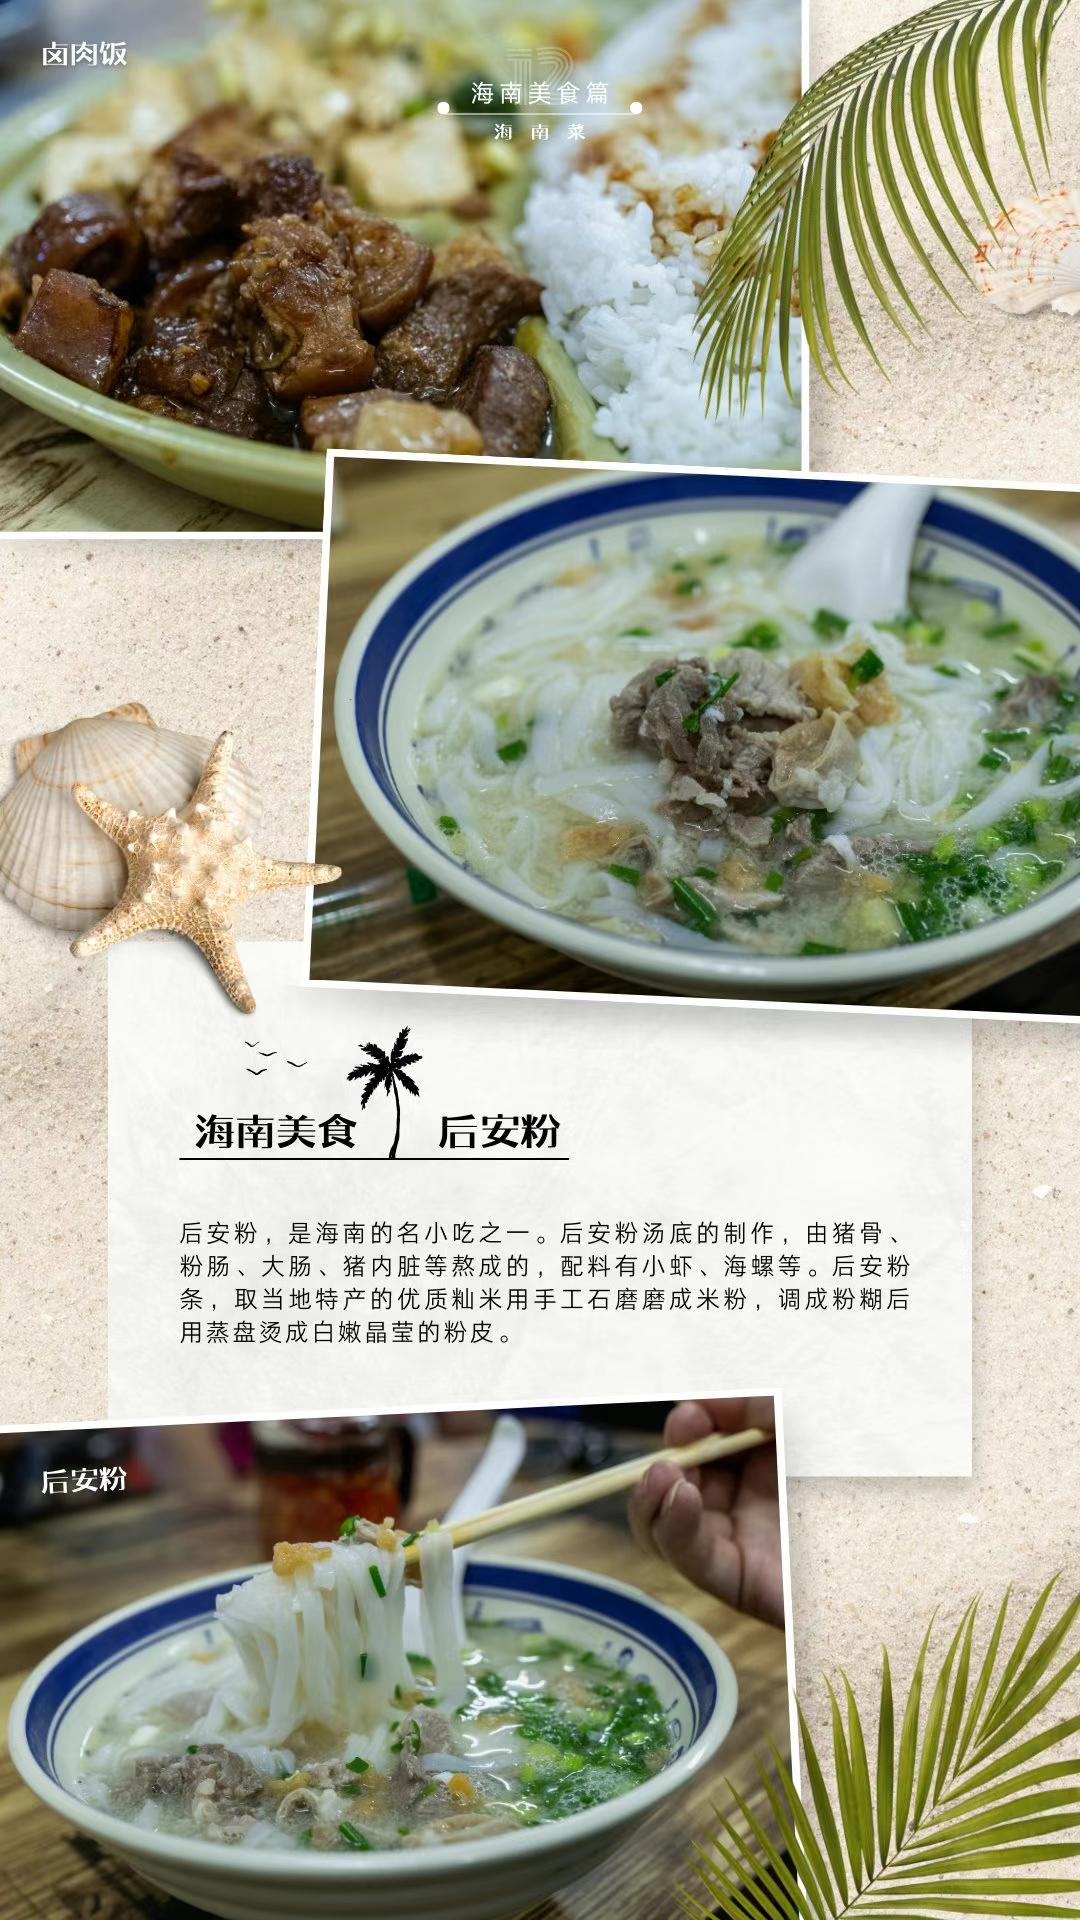 卤肉饭
12
海南美食篇
海南菜
海南美食 后安粉
后安粉，是海南的名小吃之一。后安粉汤底的制作，由猪骨、
粉肠、大肠、猪内脏等熬成的，配料有小虾、海螺等。后安粉
条，取当地特产的优质籼米用手工石磨磨成米粉，调成粉糊后
用蒸盘烫成白嫩晶莹的粉皮。
后安粉